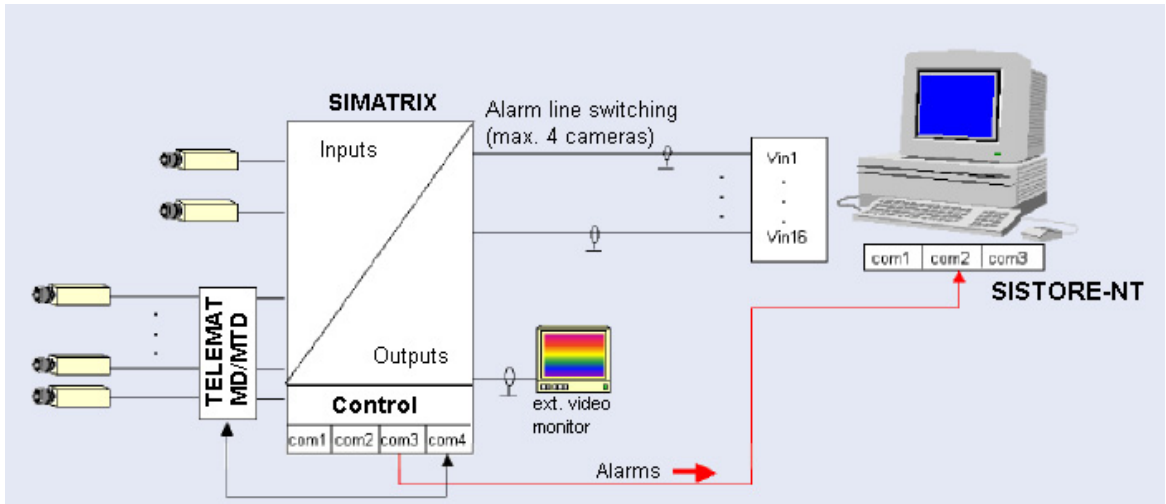 SIMATRIX
Alarm line switching
(max. 4 cameras)
Inputs
Vin1
Vin16
com1 com2 com3
SISTORE-NT
TELEMAT
MD/MTD
Outputs
Control
com1 com2 com3 com4
ext. video
monitor
Alarms